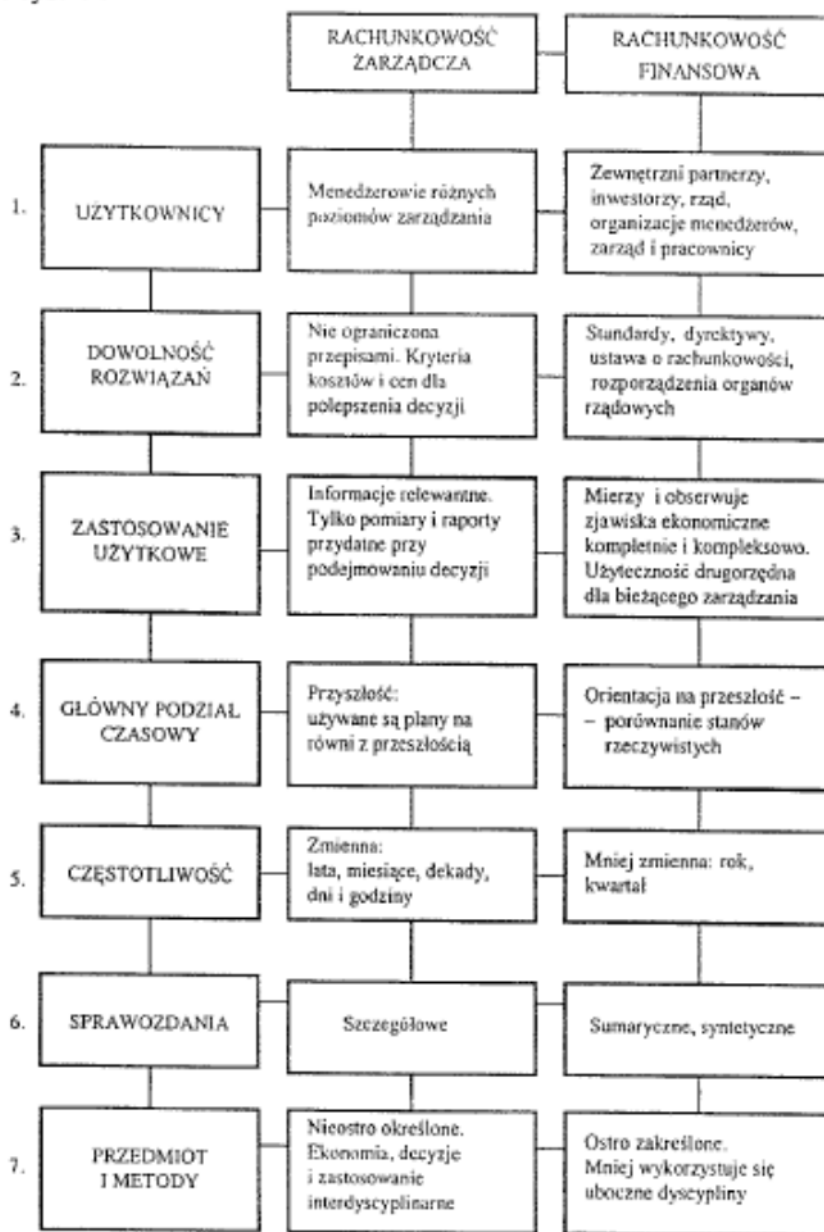 RACHUNKOWOŚĆ
ZARZĄDCZA
RACHUNKOWOŚĆ
FINANSOWA
1.
UŻYTKOWNICY
Menedżerowie różnych
poziomów zarządzania
Zewnętrzni partnerzy,
inwestorzy, rząd,
organizacje menedżerów,
zarząd i pracownicy
2.
DOWOLNOŚĆ
ROZWIĄZAŃ
Nie ograniczona
przepisami. Kryteria
kosztów i cen dla
polepszenia decyzji
Standardy, dyrektywy,
ustawa o rachunkowości,
rozporządzenia organów
rządowych
3.
ZASTOSOWANIE
UŻYTKOWE
Informacje relewantne.
Tylko pomiary i raporty
przydatne przy
podejmowaniu decyzji
Mierzy i obserwuje
zjawiska ekonomiczne
kompletnie i kompleksowo.
Użyteczność drugorzędna
dla bieżącego zarządzania
4.
GŁÓWNY PODZIAŁ
CZASOWY
Przyszłość:
używane są plany na
równi z przeszłością
Orientacja na przeszłość –
– porównanie stanów
rzeczywistych
5.
CZĘSTOTLIWOŚĆ
Zmienna:
lata, miesiące, dekady,
dni i godziny
Mniej zmienna: rok,
kwartał
6.
SPRAWOZDANIA
Szczegółowe
Sumaryczne, syntetyczne
7.
PRZEDMIOT
I METODY
Nieostro określone.
Ekonomia, decyzje
i zastosowanie
interdyscyplinarne
Ostro zakreślone.
Mniej wykorzystuje się
uboczne dyscypliny